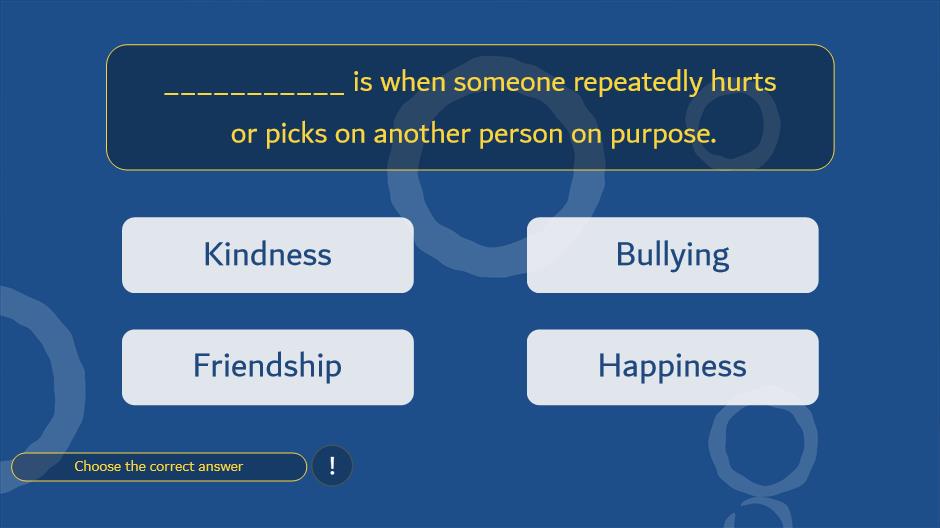 ___________ is when someone repeatedly hurts
or picks on another person on purpose.
Kindness
Bullying
Friendship
Happiness
Choose the correct answer
!